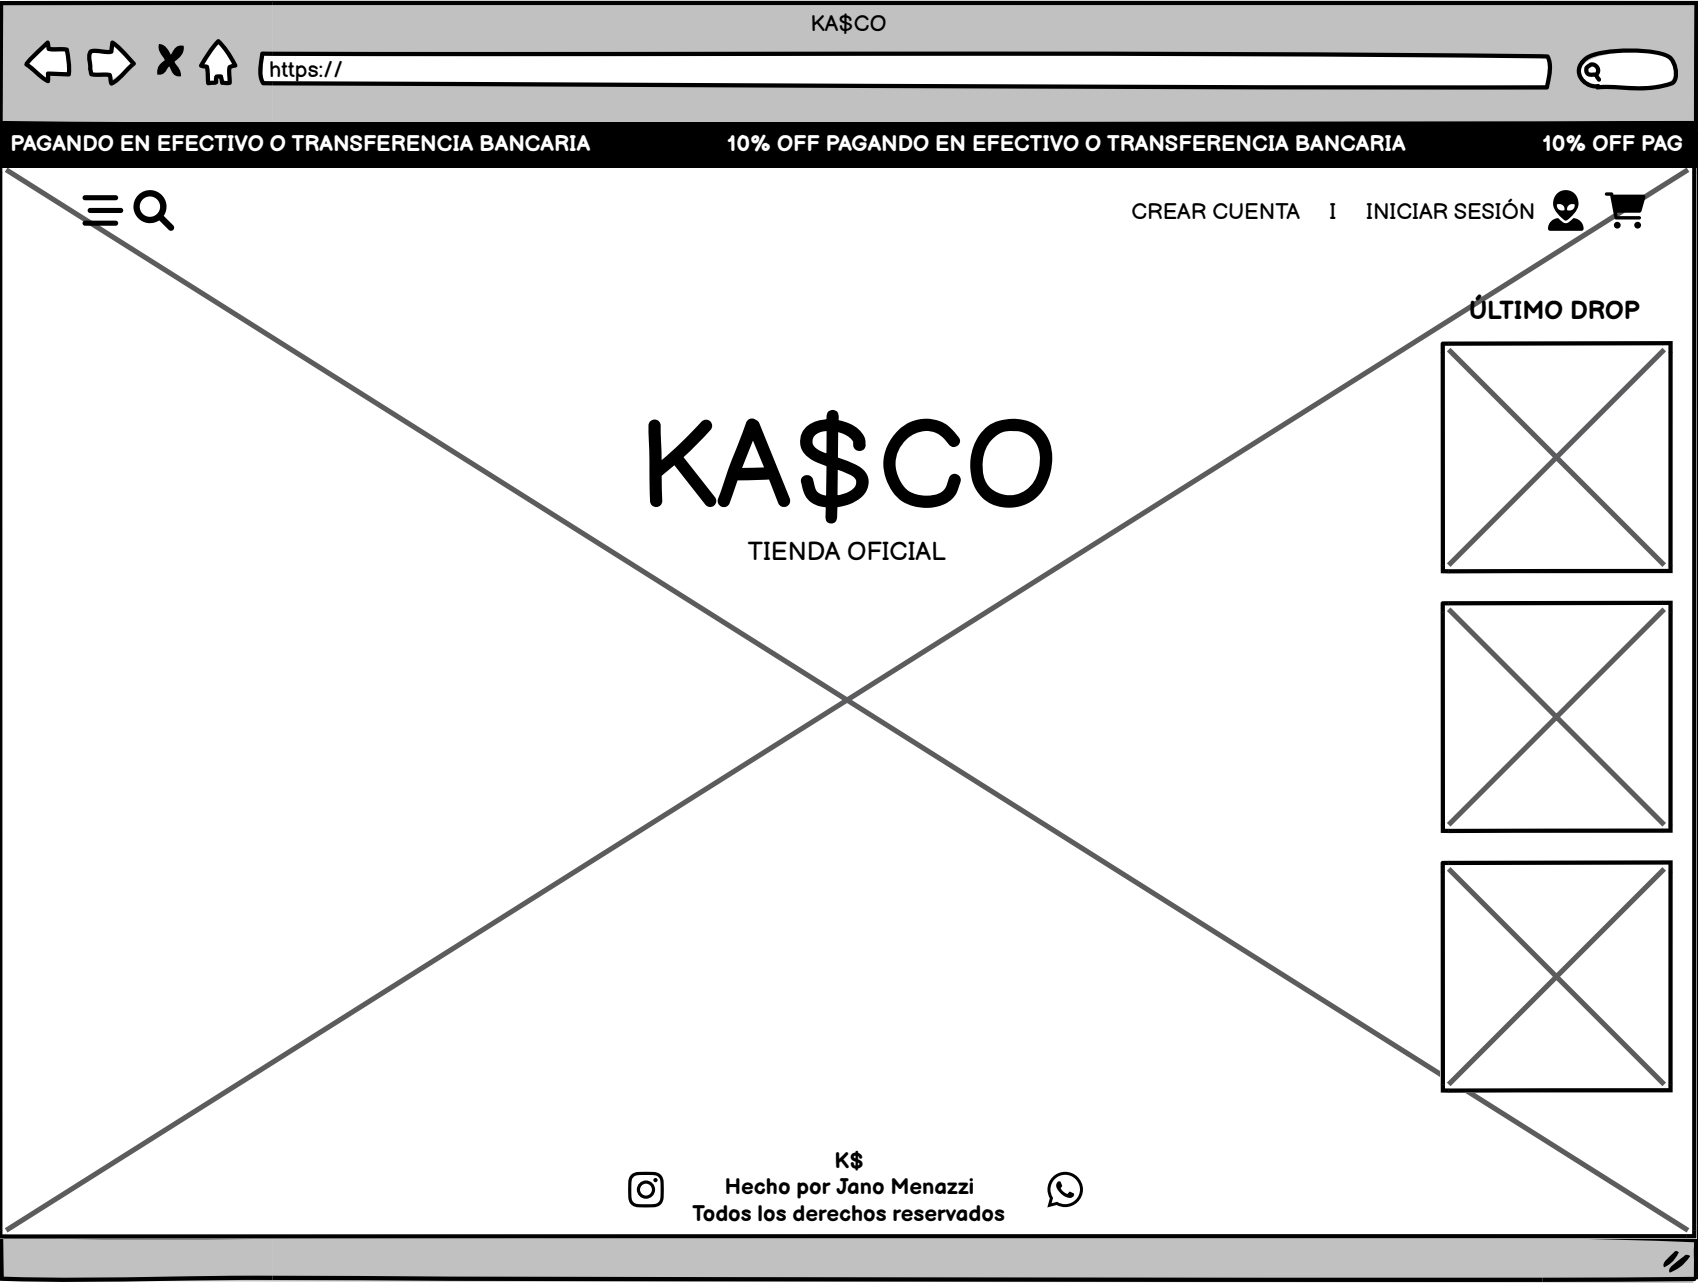 KA$CO
https://
PAGANDO EN EFECTIVO O TRANSFERENCIA BANCARIA 10% OFF PAGANDO EN EFECTIVO O TRANSFERENCIA BANCARIA 10% OFF PAG
CREAR CUENTA I INICIAR SESIÓN
ÚLTIMO DROP
KA$CO
TIENDA OFICIAL
K$
Hecho por Jano Menazzi
Todos los derechos reservados